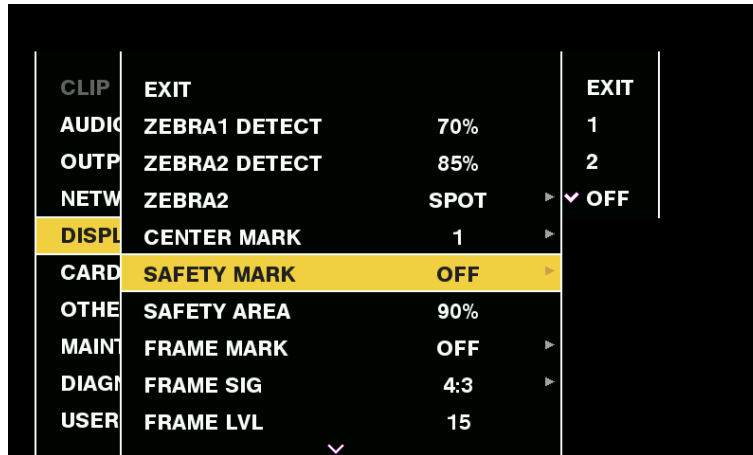 CLIP
AUDIO
OUTP
NETW
DISPL
CARD
OTHE
MAINT
DIAGN
USER
EXIT
ZEBRA1 DETECT 70%
ZEBRA2 DETECT 85%
ZEBRA2 SPOT
CENTER MARK 1
SAFETY MARK OFF
SAFETY AREA 90%
FRAME MARK OFF
FRAME SIG 4:3
FRAME LVL 15
EXIT
1
2
OFF